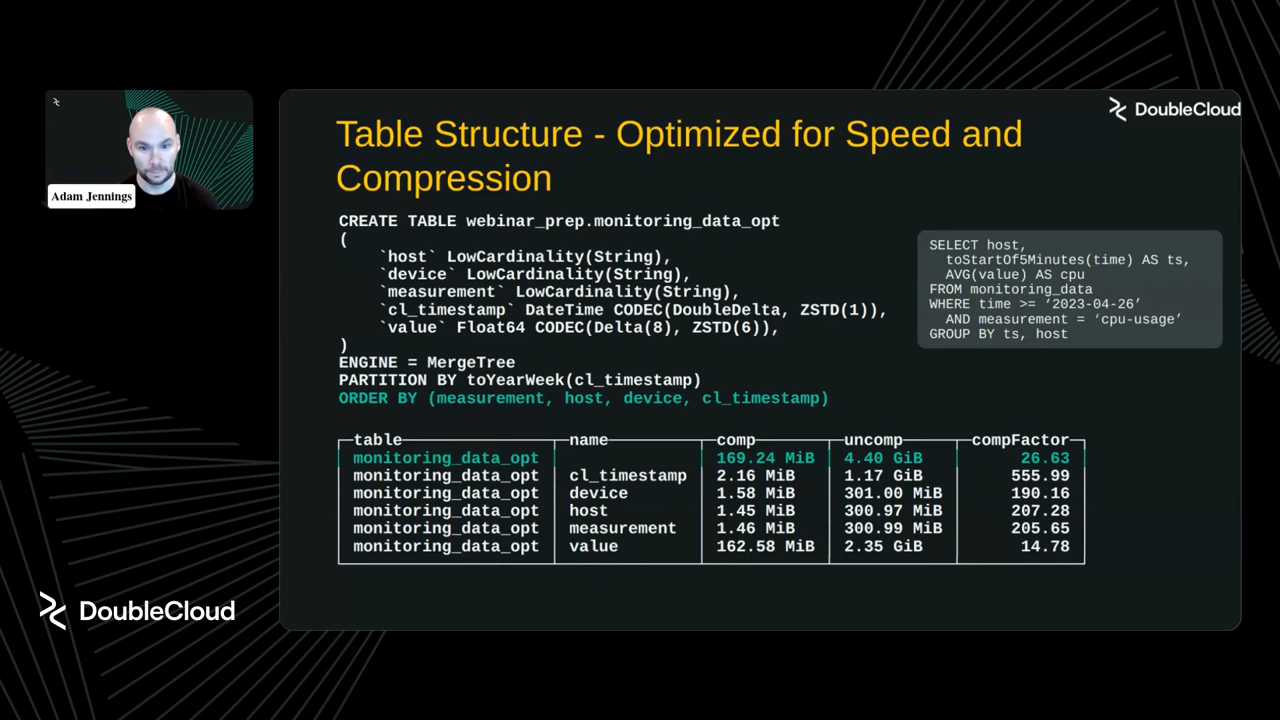 DoubleCloud
Adam Jennings
Table Structure - Optimized for Speed and
Compression
CREATE TABLE webinar_prep.monitoring_data_opt
(
`host` LowCardinality(String),
`device` LowCardinality(String),
`measurement` LowCardinality(String),
`cl_timestamp` DateTime CODEC(DoubleDelta, ZSTD(1)),
`value` Float64 CODEC(Delta(8), ZSTD(6)),
)
ENGINE = MergeTree
PARTITION BY toYearWeek(cl_timestamp)
ORDER BY (measurement, host, device, cl_timestamp)
SELECT host,
toStartOf5Minutes(time) AS ts,
AVG(value) AS cpu
FROM monitoring_data
WHERE time >= ‘2023-04-26’
AND measurement = ‘cpu-usage’
GROUP BY ts, host
table name comp uncomp compFactor
monitoring_data_opt 169.24 MiB 4.40 GiB 26.63
monitoring_data_opt cl_timestamp 2.16 MiB 1.17 GiB 555.99
monitoring_data_opt device 1.58 MiB 301.00 MiB 190.16
monitoring_data_opt host 1.45 MiB 300.97 MiB 207.28
monitoring_data_opt measurement 1.46 MiB 300.99 MiB 205.65
monitoring_data_opt value 162.58 MiB 2.35 GiB 14.78
DoubleCloud